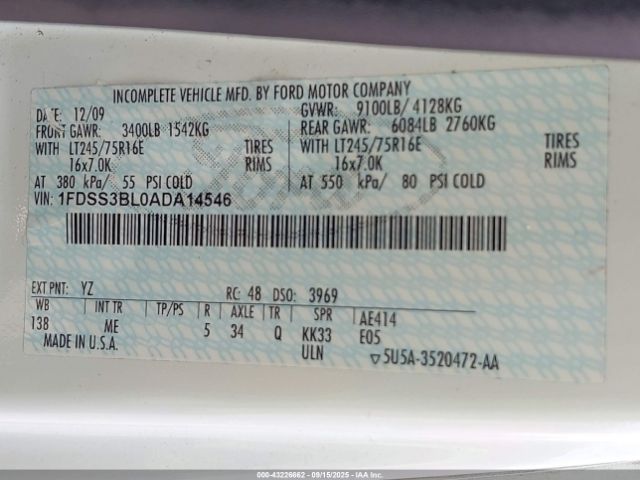 INCOMPLETE VEHICLE MFD. BY FORD MOTOR COMPANY
DATE: 12/09 GVWR: 9100LB/ 4128KG
FRONT GAWR: 3400LB 1542KG REAR GAWR: 6084LB 2760KG
WITH LT245/75R16E TIRES WITH LT245/75R16E TIRES
16x7.0K RIMS 16x7.0K RIMS
AT 380 kPa/ 55 PSI COLD AT 550 kPa/ 80 PSI COLD
VIN: 1FDSS3BL0ADA14546
EXT PNT: YZ RC: 48 DSO: 3969
WB INT TR TP/PS R AXLE TR SPR AE414
138 ME 5 34 Q KK33 E05
MADE IN U.S.A. ULN ▽5U5A-3520472-AA
000-43226662 - 09/15/2025 - IAA Inc.